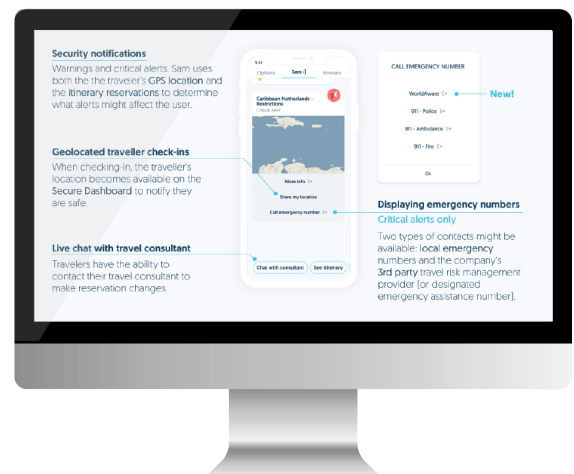 Security notifications
Warnings and critical alerts. Sam uses
both the the traveler's GPS location and
the itinerary reservations to determine
what alerts might affect the user.
Geolocated traveller check-ins
When checking-in, the traveller's
location becomes available on the
Secure Dashboard to notify they
are safe.
Live chat with travel consultant
Travelers have the ability to
contact their travel consultant to
make reservation changes.
9:41
Options Sam :] Itinerary
Caribbean Netherlands -
Restrictions
Critical Alert
More info
Share my location
Call emergency number
Chat with consultant See itinerary
CALL EMERGENCY NUMBER
WorldAware
New!
911 - Police
911 - Ambulance
911 - Fire
Ok
Displaying emergency numbers
Critical alerts only
Two types of contacts might be
available: local emergency
numbers and the company's
3rd party travel risk management
provider [or designated
emergency assistance number].